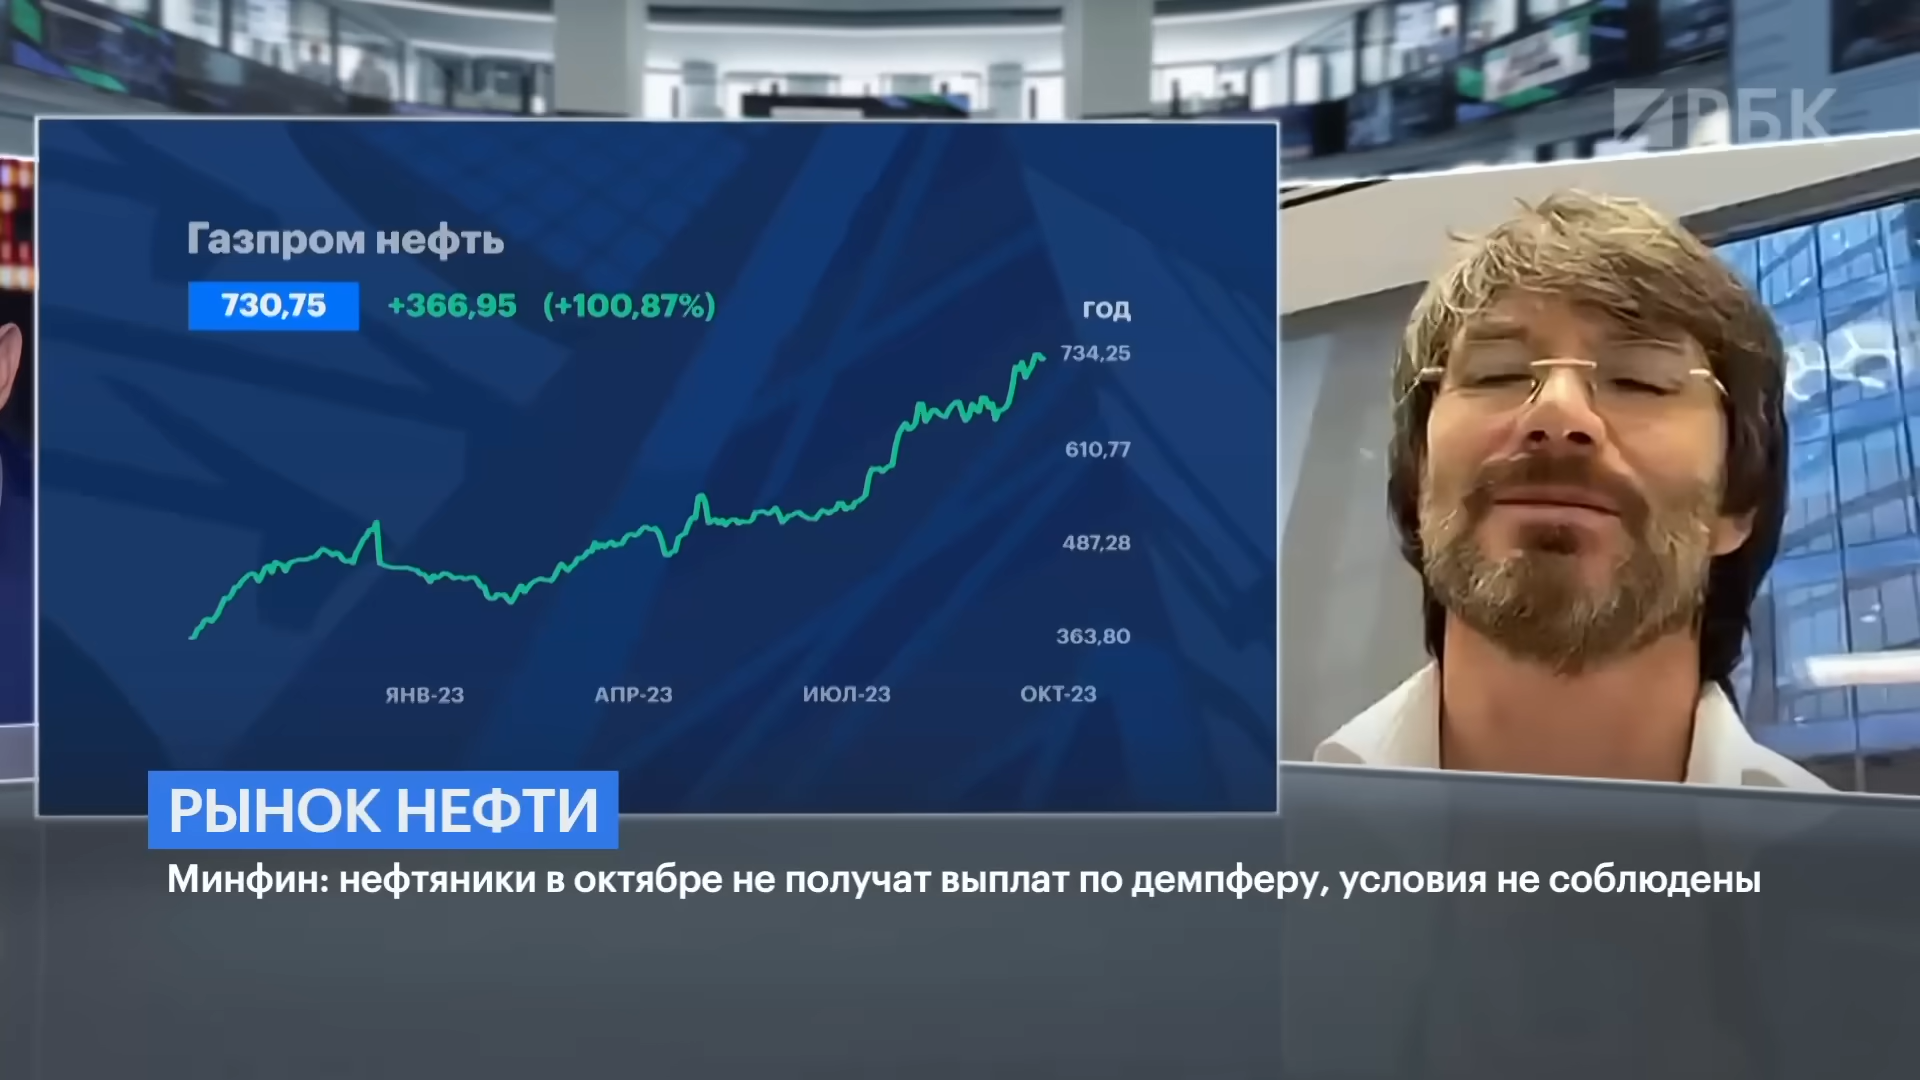 РБК
Газпром нефть
730,75 +366,95 (+100,87%)
ГОД
734,25
610,77
487,28
363,80
ЯНВ-23 АПР-23 ИЮЛ-23 ОКТ-23
РЫНОК НЕФТИ
Минфин: нефтяники в октябре не получат выплат по демпферу, условия не соблюдены